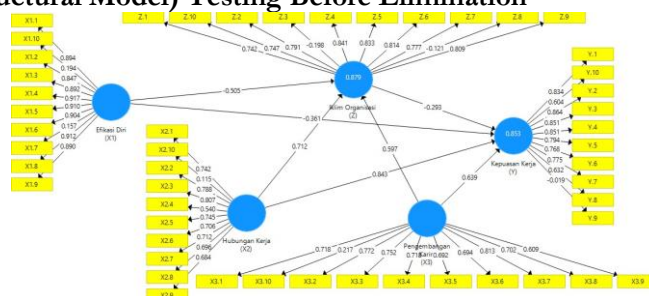 uctural Model) Testing Before Elimination
Z.1
Z.10
Z.2
Z.3
Z.4
Z.5
Z.6
Z.7
Z.8
Z.9
0.742
0.747
0.791
-0.198
0.841
0.833
0.814
0.777
-0.121
0.809
X1.1
X1.10
X1.2
X1.3
X1.4
X1.5
X1.6
X1.7
X1.8
X1.9
0.884
0.194
0.847
0.892
0.917
0.910
0.904
0.157
0.912
0.890
Efikasi Diri
(X1)
0.879
Iklim Organisasi
(Z)
-0.505
-0.361
0.712
-0.293
0.597
0.843
0.639
Y.1
Y.10
Y.2
Y.3
Y.4
Y.5
Y.6
Y.7
Y.8
Y.9
0.834
-0.604
0.864
0.851
0.851
0.794
0.768
0.775
0.632
-0.019
0.853
Kepuasan Kerja
(Y)
X2.1
X2.10
X2.2
X2.3
X2.4
X2.5
X2.6
X2.7
X2.8
X2.9
0.742
0.115
0.788
0.807
0.540
0.745
0.706
0.712
0.696
0.684
Hubungan Kerja
(X2)
Pengembangan
Karir
(X3)
0.718
0.217
0.772
0.752
0.692
0.694
0.813
0.702
0.609
X3.1
X3.10
X3.2
X3.3
X3.4
X3.5
X3.6
X3.7
X3.8
X3.9